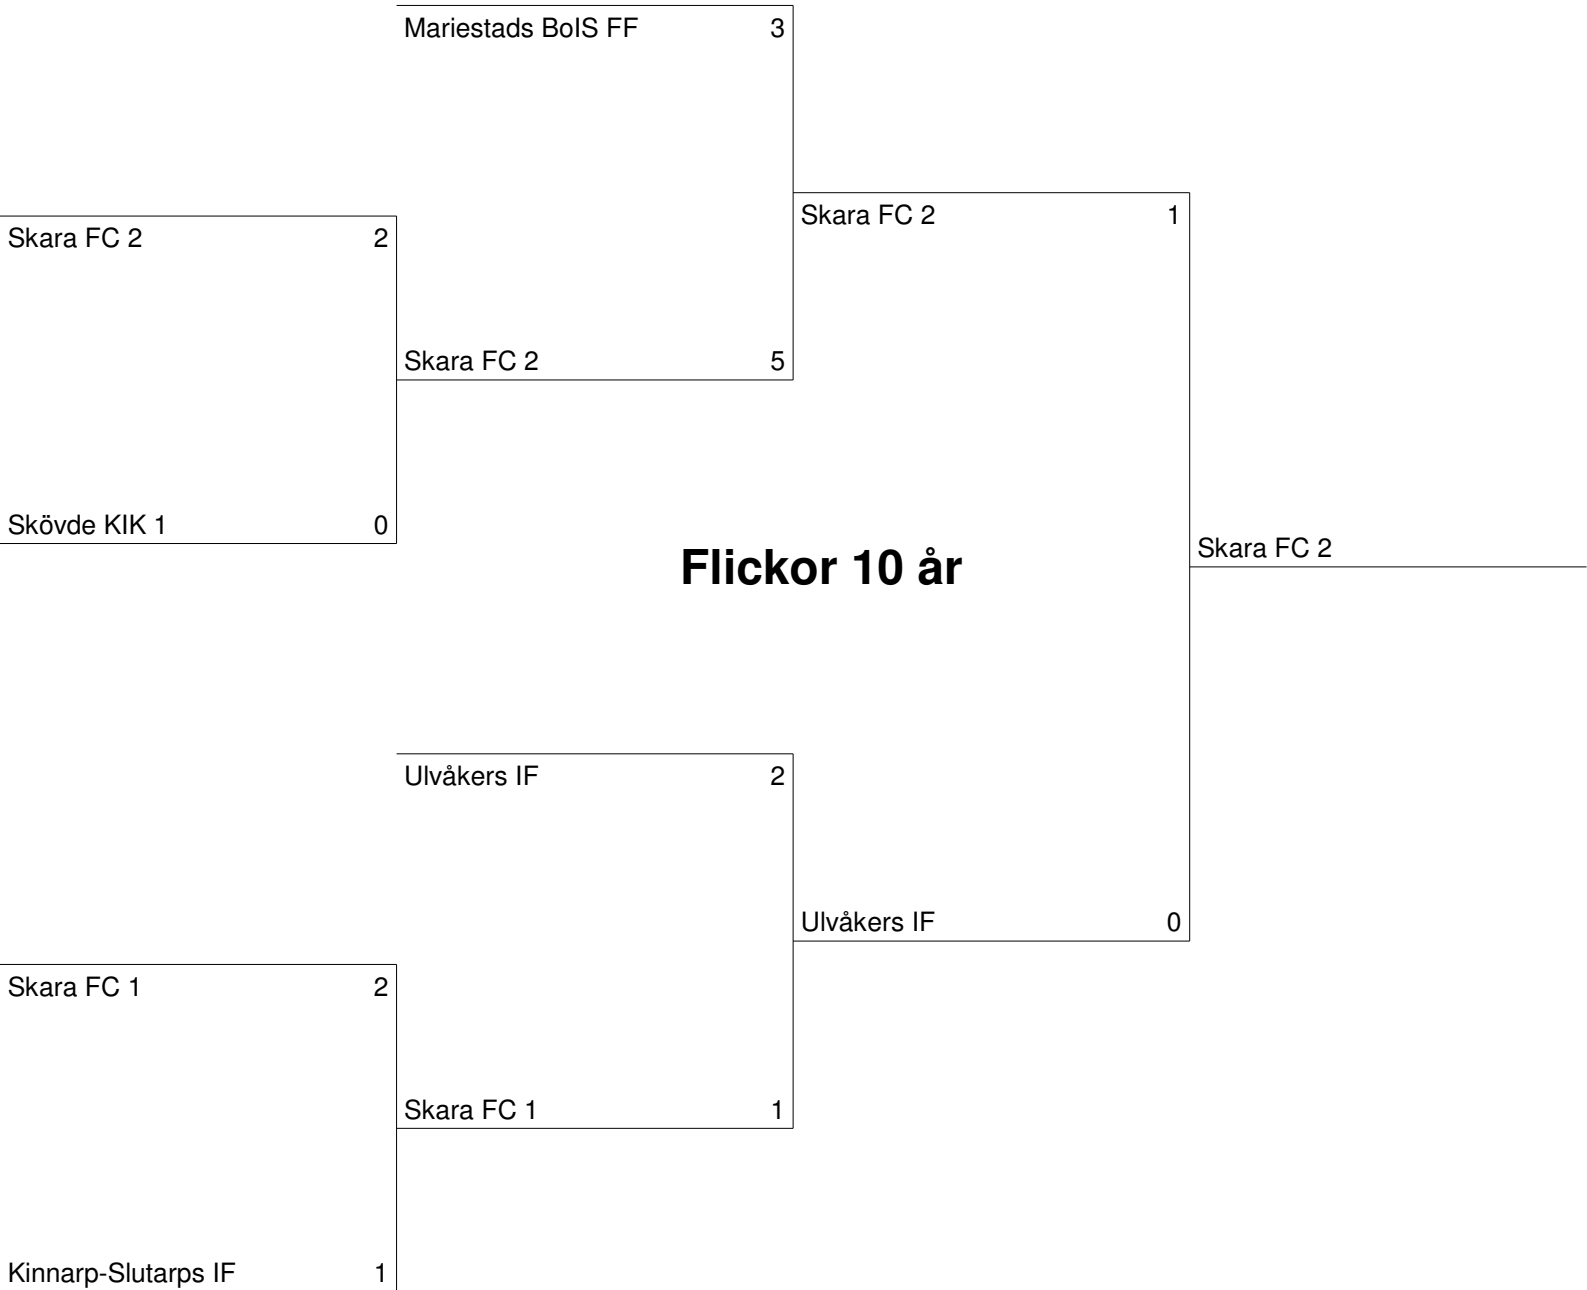 Mariestads BoIS FF 3
Skara FC 2 1
Skara FC 2 2
Skara FC 2 5
Skövde KIK 1 0
Flickor 10 år
Skara FC 2
Ulvåkers IF 2
Ulvåkers IF 0
Skara FC 1 2
Skara FC 1 1
Kinnarp-Slutarps IF 1